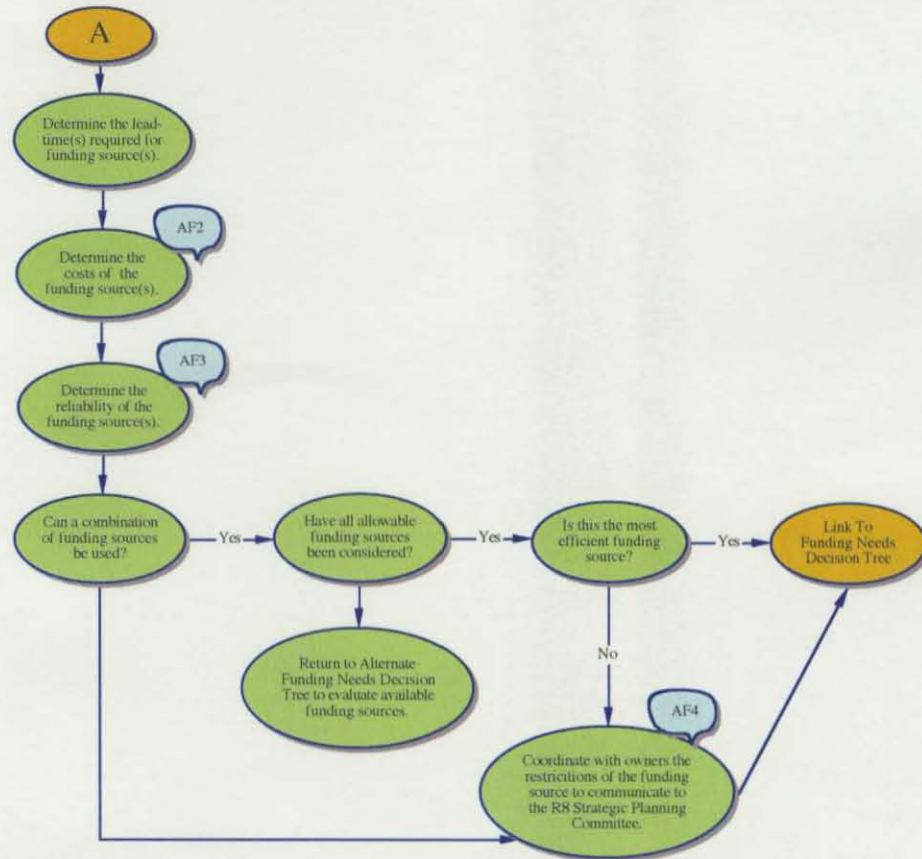 A
Determine the lead-
time(s) required for
funding source(s).
AF2
Determine the
costs of the
funding source(s).
AF3
Determine the
reliability of the
funding source(s).
Can a combination
of funding sources
be used?
Yes
Have all allowable
funding sources
been considered?
Yes
Is this the most
efficient funding
source?
Yes
Link To
Funding Needs
Decision Tree
Return to Alternate
Funding Needs Decision
Tree to evaluate available
funding sources.
No
AF4
Coordinate with owners the
restricitions of the funding
source to communicate to
the R8 Strategic Planning
Committee.